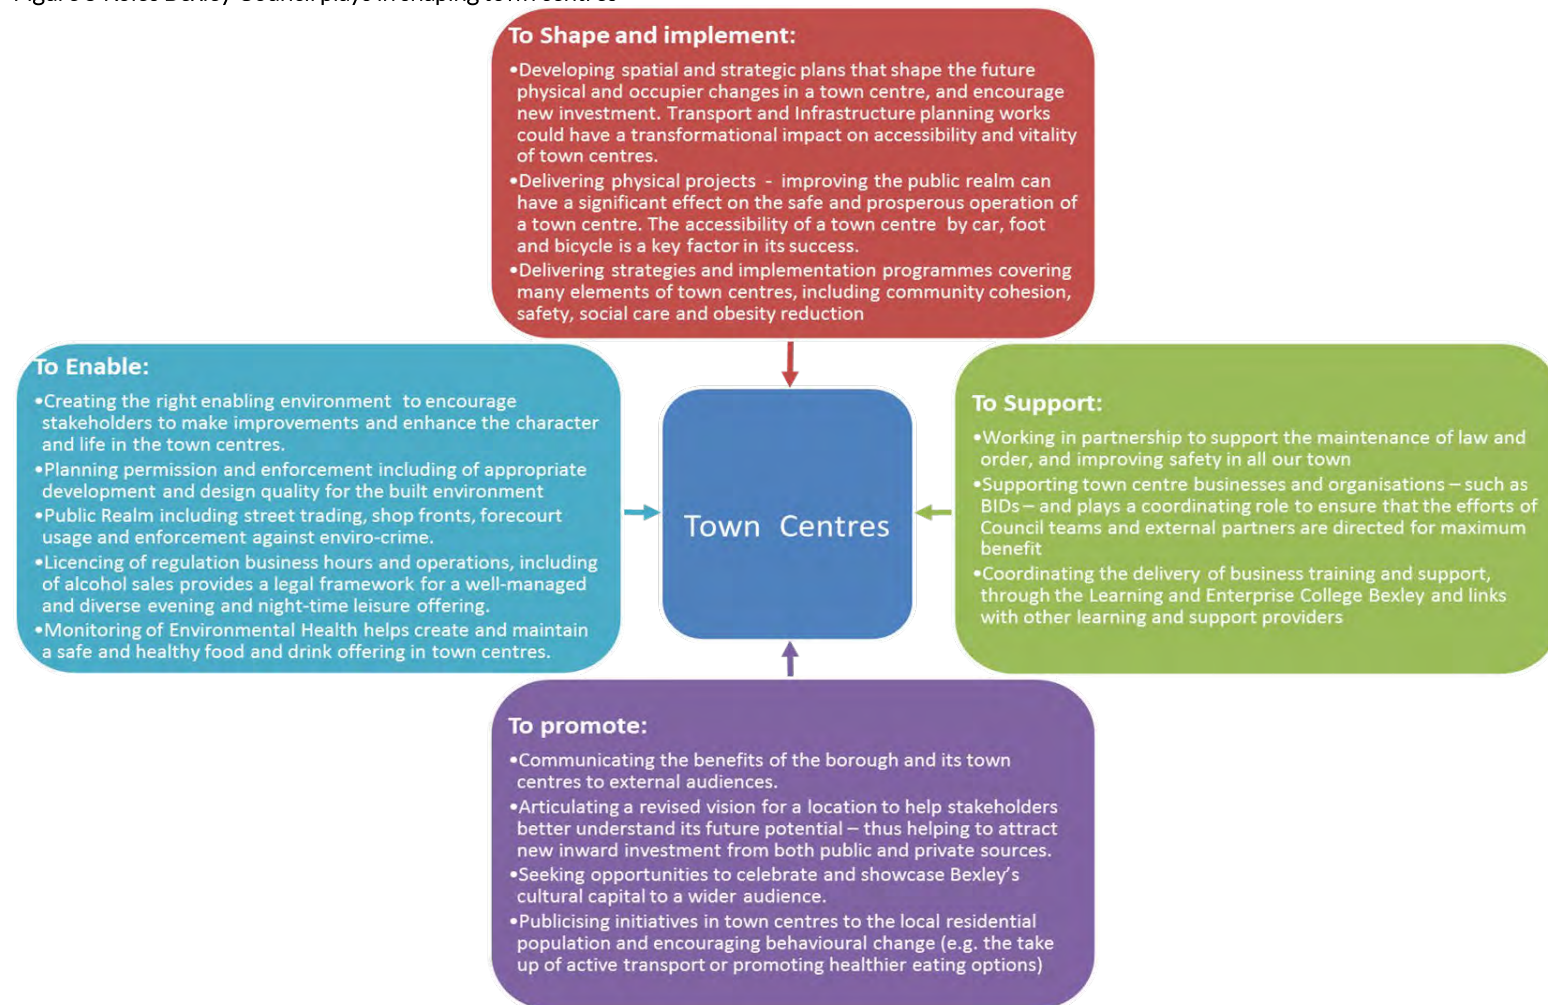 Figure Roles Bexley Council plays in shaping town centres
To Shape and implement:
•Developing spatial and strategic plans that shape the future
physical and occupier changes in a town centre, and encourage
new investment. Transport and Infrastructure planning works
could have a transformational impact on accessibility and vitality
of town centres.
•Delivering physical projects - improving the public realm can
have a significant effect on the safe and prosperous operation of
a town centre. The accessibility of a town centre by car, foot
and bicycle is a key factor in its success.
•Delivering strategies and implementation programmes covering
many elements of town centres, including community cohesion,
safety, social care and obesity reduction
To Enable:
•Creating the right enabling environment to encourage
stakeholders to make improvements and enhance the character
and life in the town centres.
•Planning permission and enforcement including of appropriate
development and design quality for the built environment
•Public Realm including street trading, shop fronts, forecourt
usage and enforcement against enviro-crime.
•Licencing of regulation business hours and operations, including
of alcohol sales provides a legal framework for a well-managed
and diverse evening and night-time leisure offering.
•Monitoring of Environmental Health helps create and maintain
a safe and healthy food and drink offering in town centres.
Town Centres
To Support:
•Working in partnership to support the maintenance of law and
order, and improving safety in all our town
•Supporting town centre businesses and organisations – such as
BIDs – and plays a coordinating role to ensure that the efforts of
Council teams and external partners are directed for maximum
benefit
•Coordinating the delivery of business training and support,
through the Learning and Enterprise College Bexley and links
with other learning and support providers
To promote:
•Communicating the benefits of the borough and its town
centres to external audiences.
•Articulating a revised vision for a location to help stakeholders
better understand its future potential – thus helping to attract
new inward investment from both public and private sources.
•Seeking opportunities to celebrate and showcase Bexley's
cultural capital to a wider audience.
•Publicising initiatives in town centres to the local residential
population and encouraging behavioural change (e.g. the take
up of active transport or promoting healthier eating options)